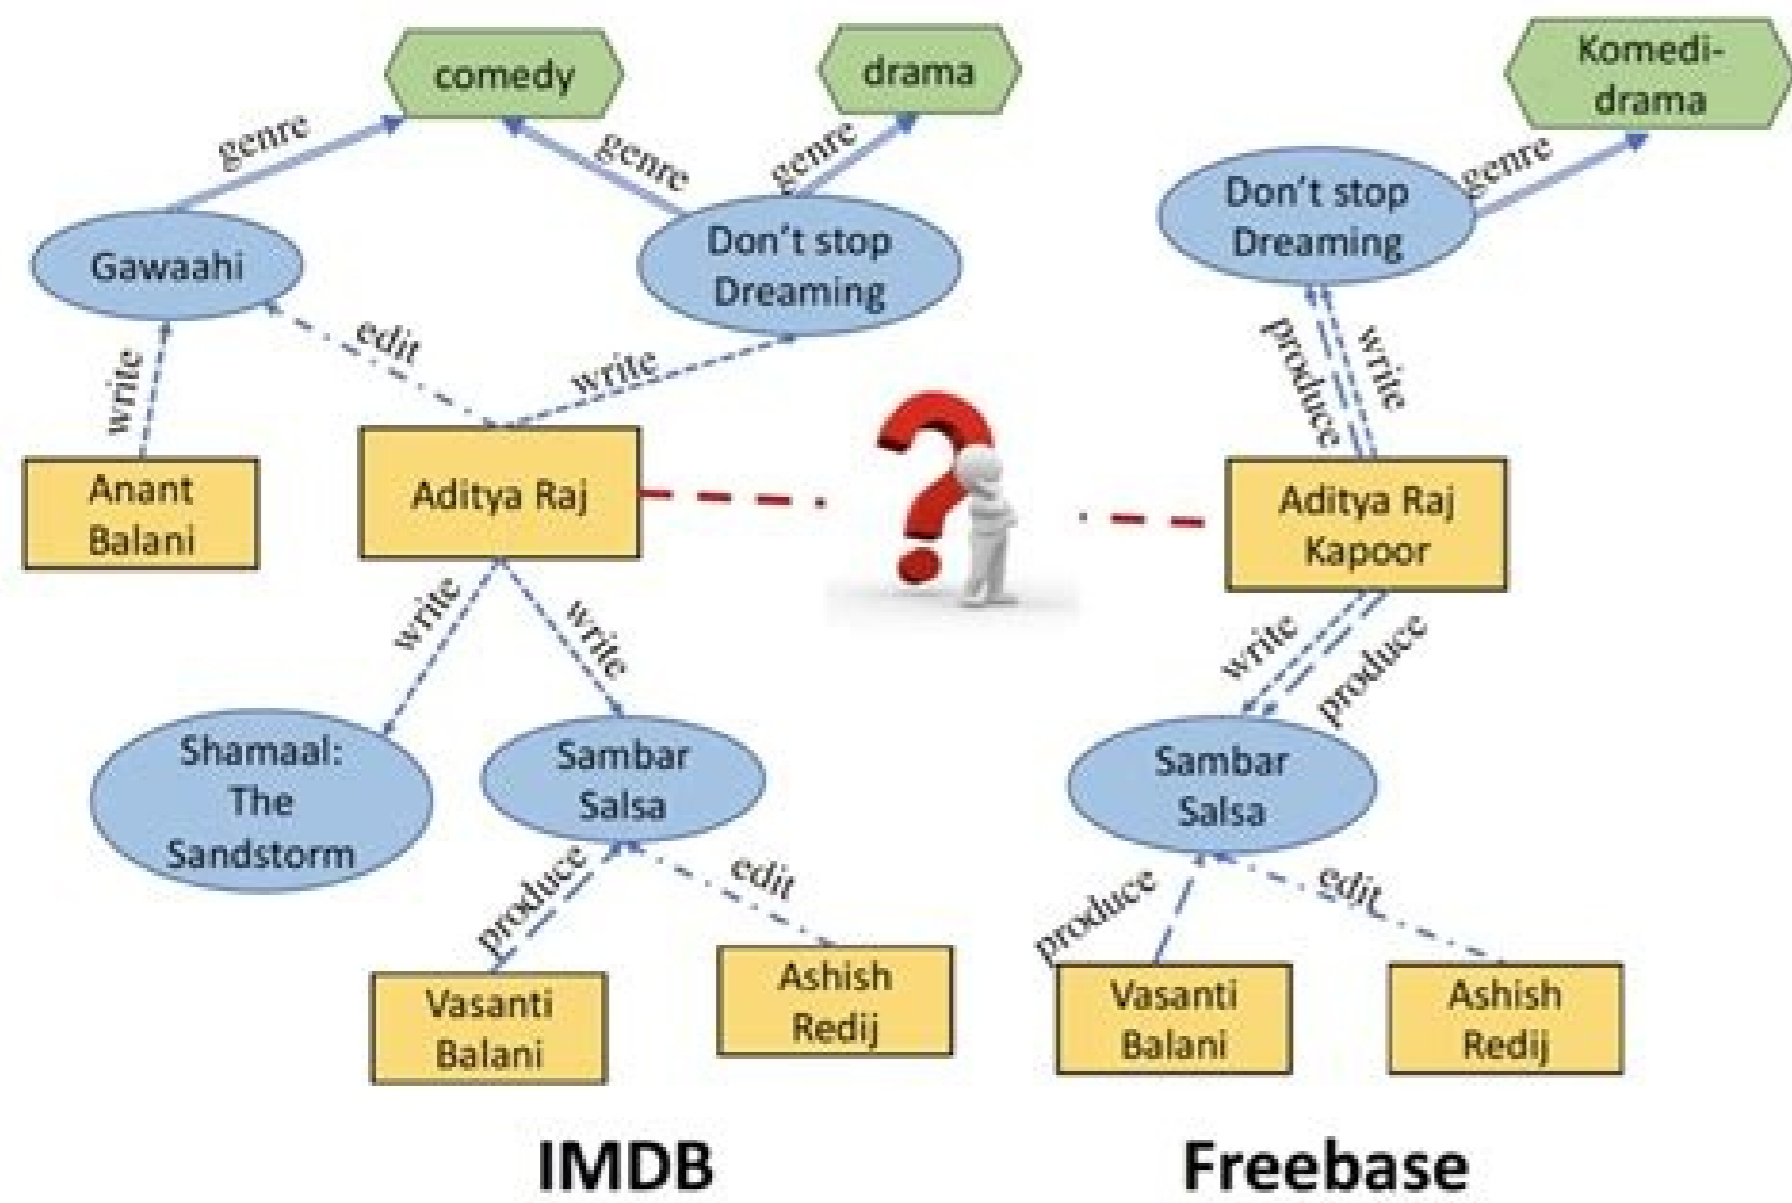 comedy
drama
Komedi-
drama
genre
genre
genre
genre
Gawaahi
Don't stop
Dreaming
Don't stop
Dreaming
write
edit
write
produce
write
Anant
Balani
Aditya Raj
Aditya Raj
Kapoor
write
write
write
produce
Shamaal:
The
Sandstorm
Sambar
Salsa
Sambar
Salsa
produce
edit
produce
edit
Vasanti
Balani
Ashish
Redij
Vasanti
Balani
Ashish
Redij
IMDB
Freebase